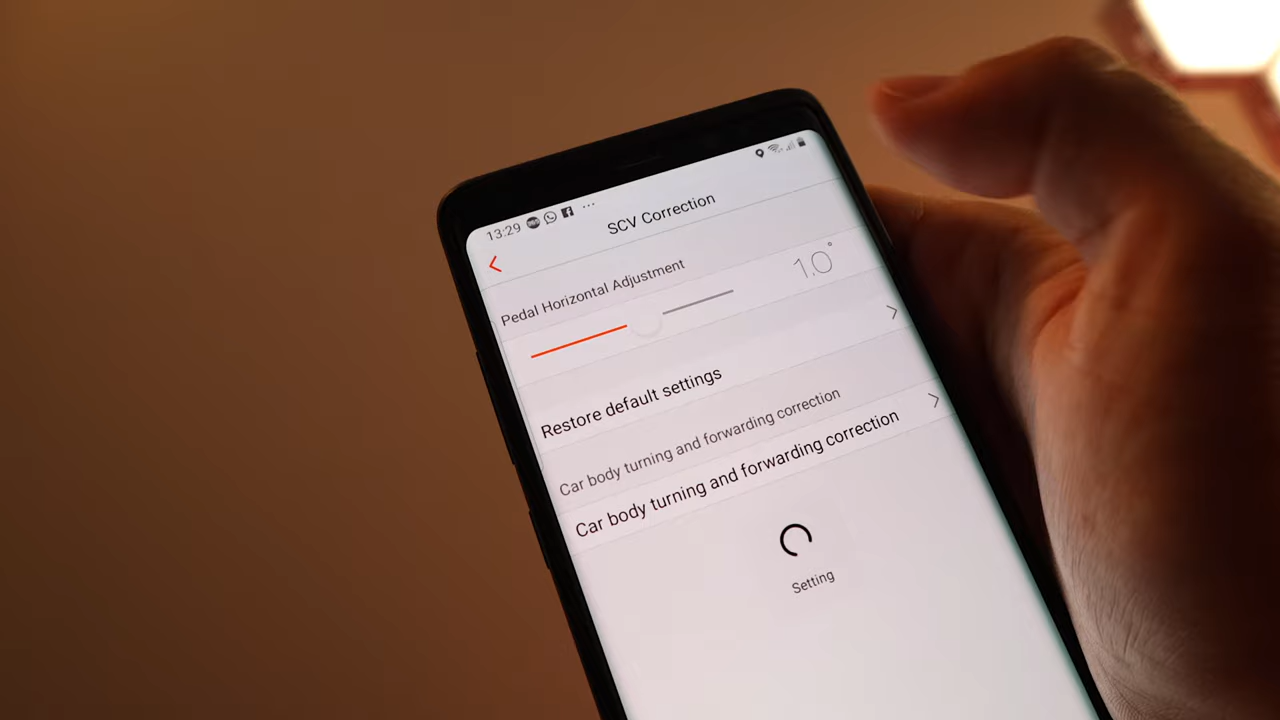 13:29 ...
SCV Correction
Pedal Horizontal Adjustment
1.0°
Restore default settings
Car body turning and forwarding correction
Car body turning and forwarding correction
Setting